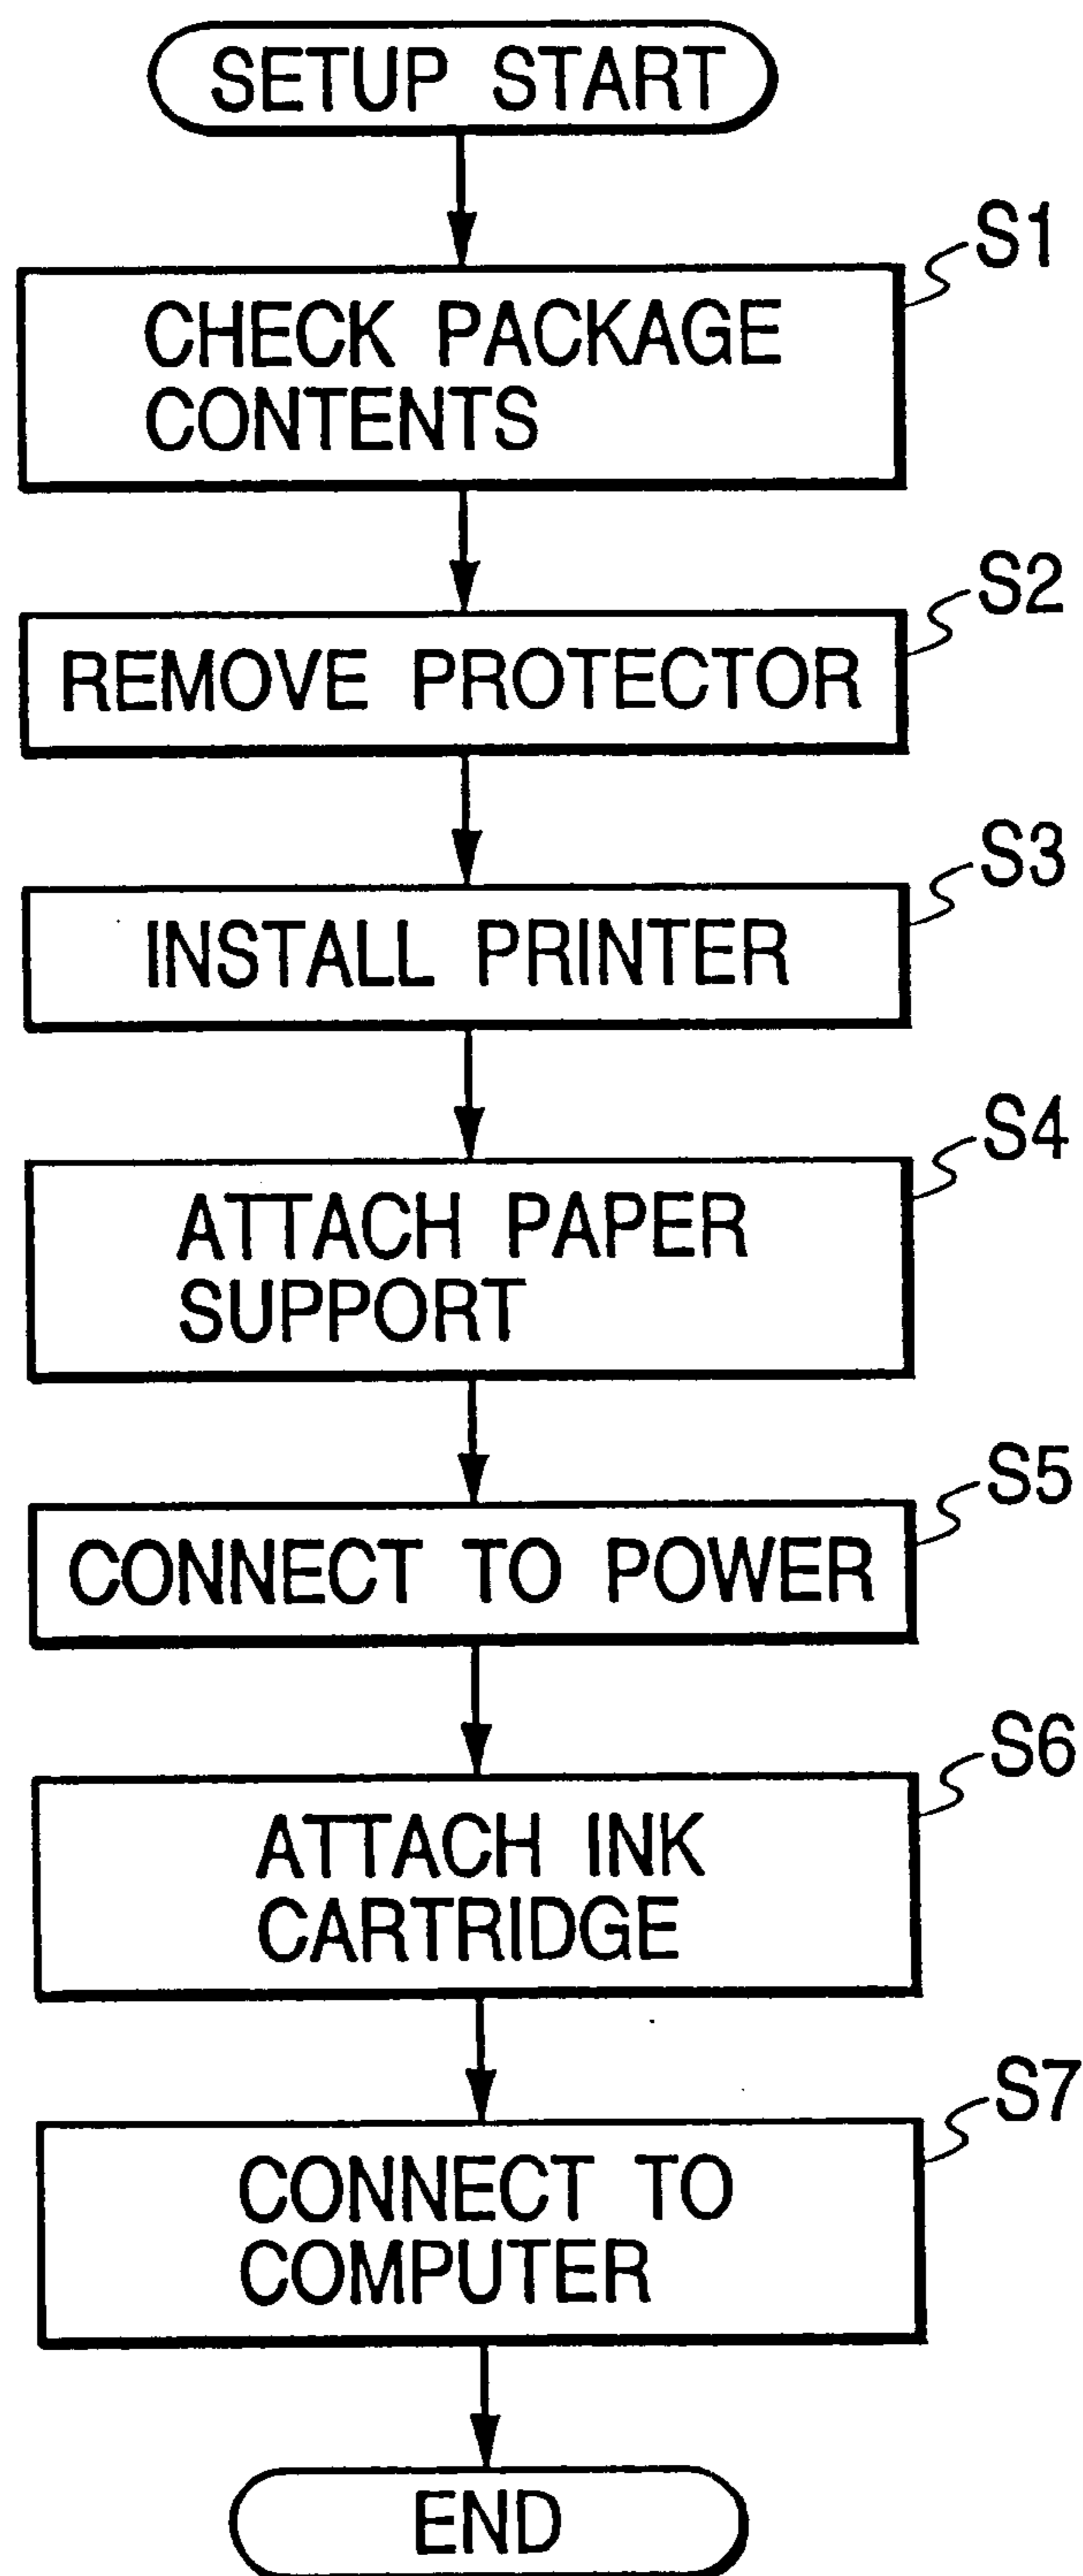 SETUP START
S1
CHECK PACKAGE
CONTENTS
S2
REMOVE PROTECTOR
S3
INSTALL PRINTER
S4
ATTACH PAPER
SUPPORT
S5
CONNECT TO POWER
S6
ATTACH INK
CARTRIDGE
S7
CONNECT TO
COMPUTER
END